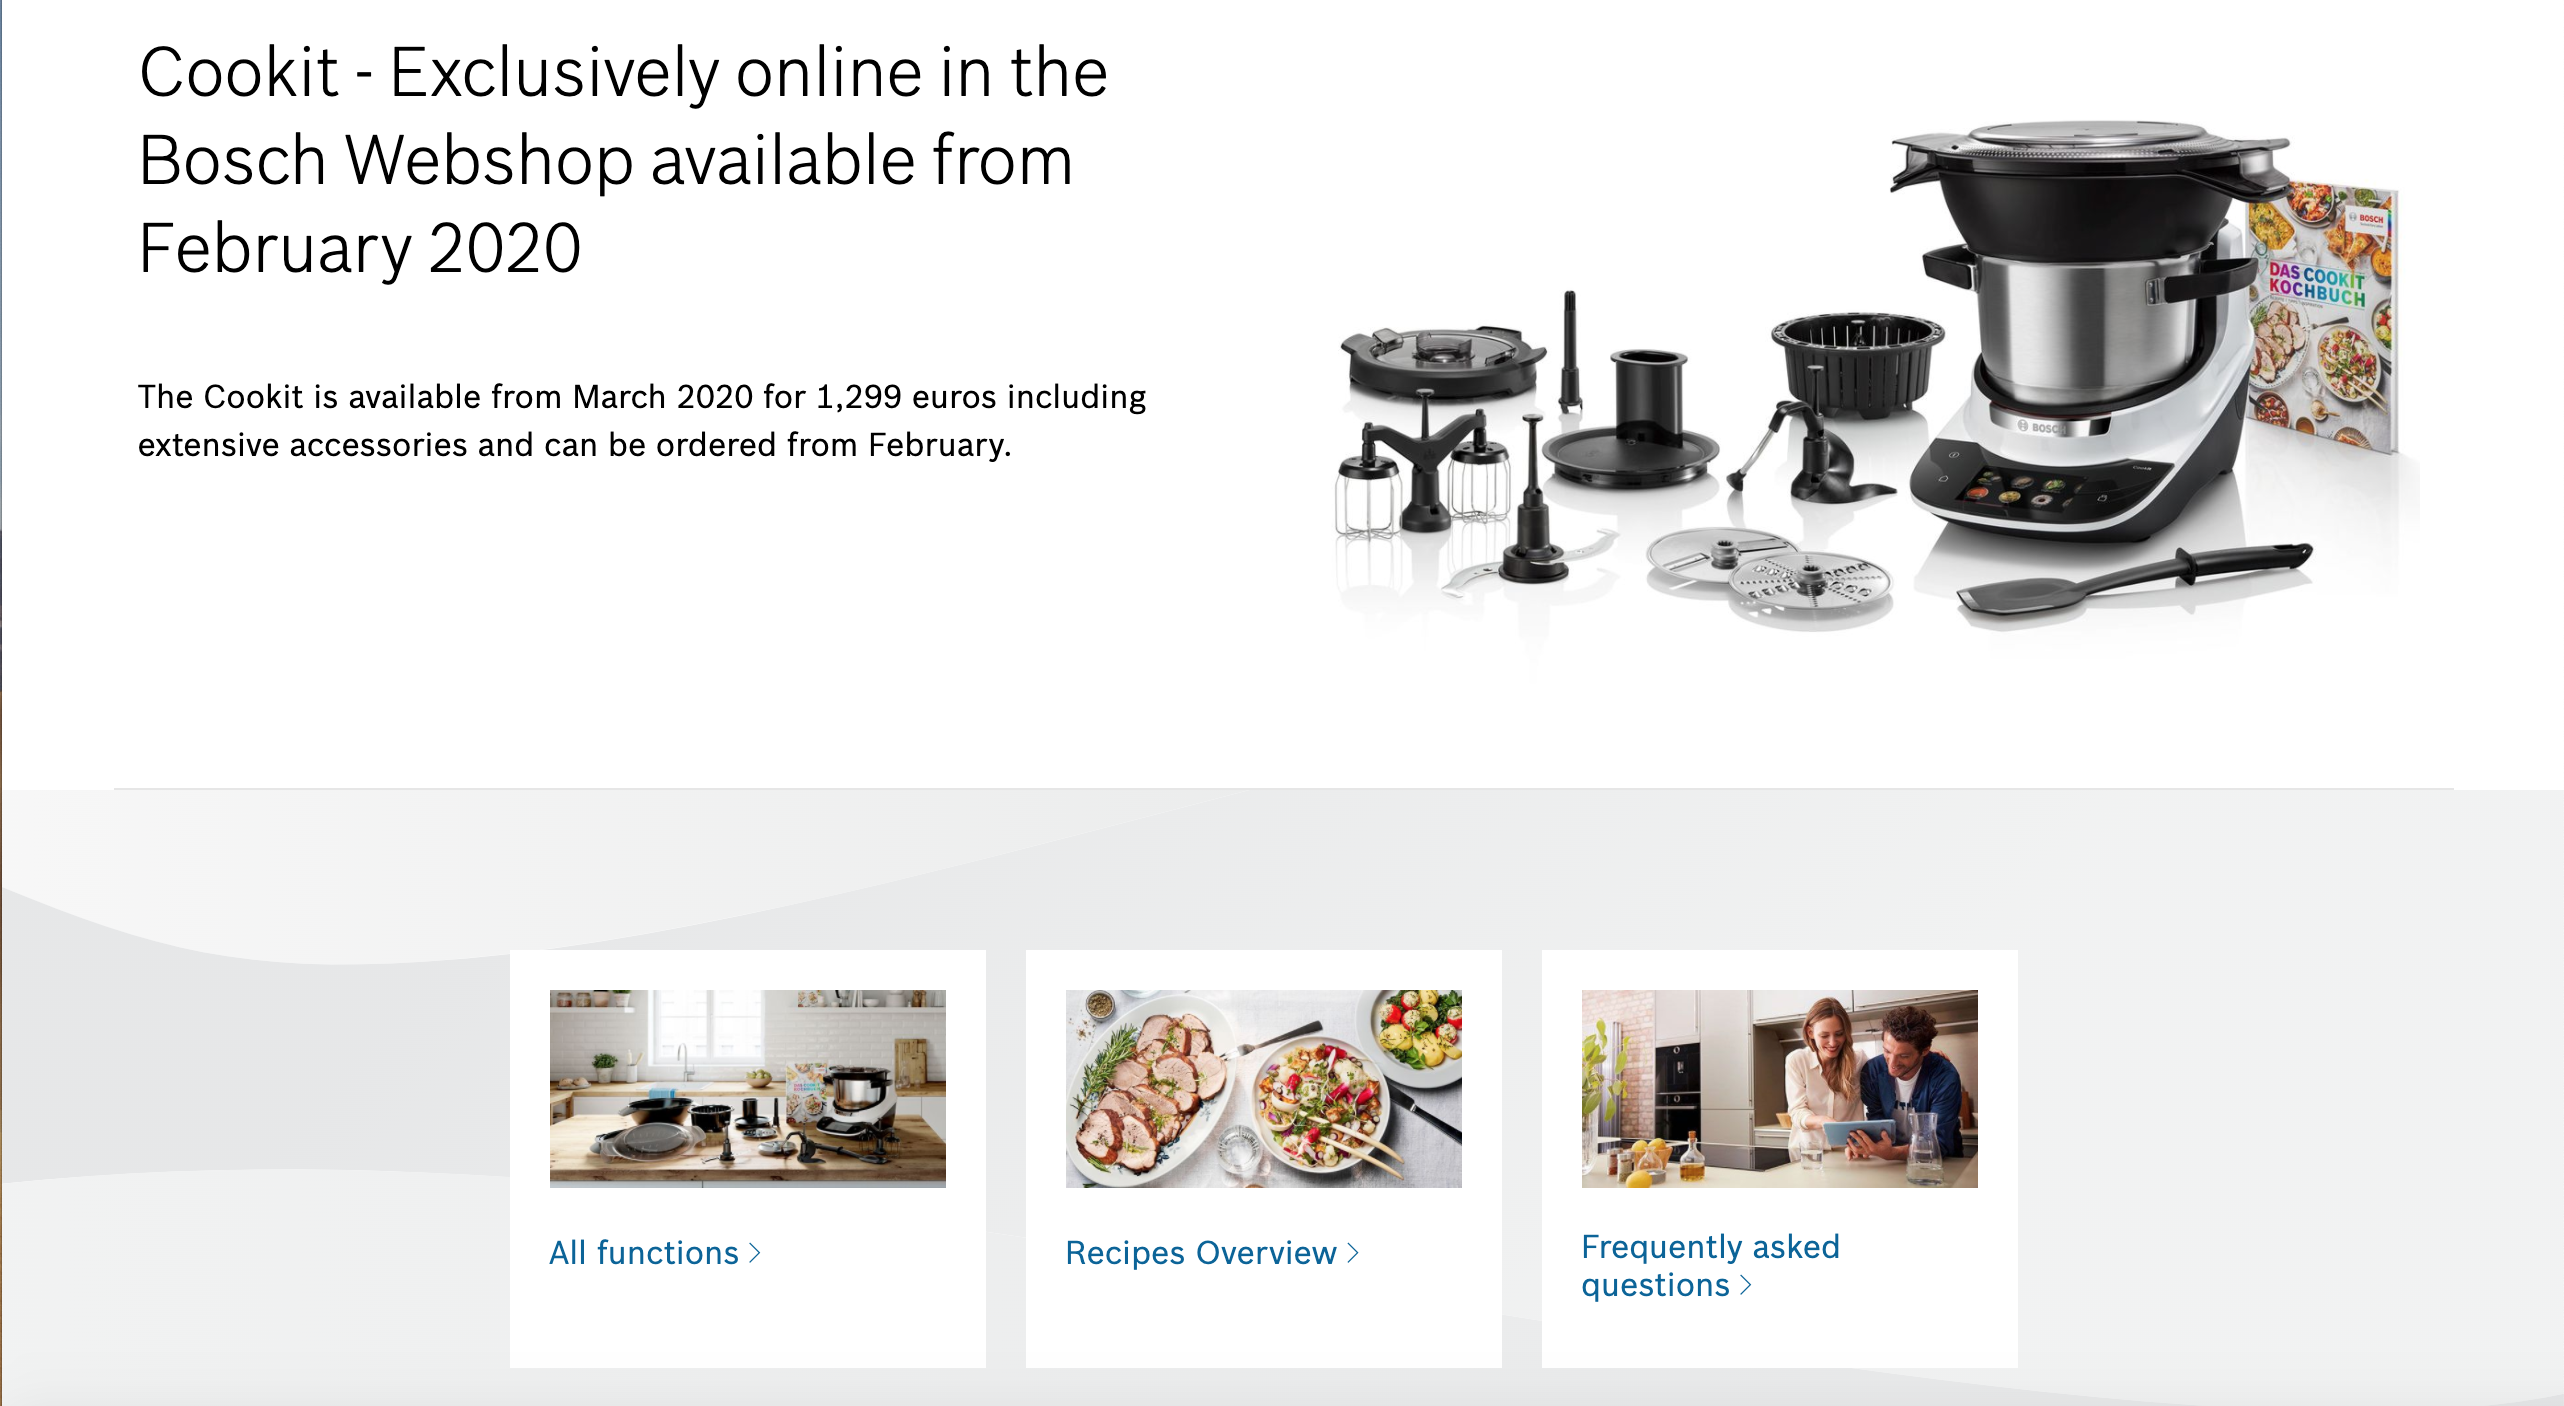 Cookit - Exclusively online in the
Bosch Webshop available from
February 2020
The Cookit is available from March 2020 for 1,299 euros including
extensive accessories and can be ordered from February.
BOSCH
DAS COOKIT
KOCHBUCH
BOSCH
Cookit
All functions >
Recipes Overview >
Frequently asked
questions >